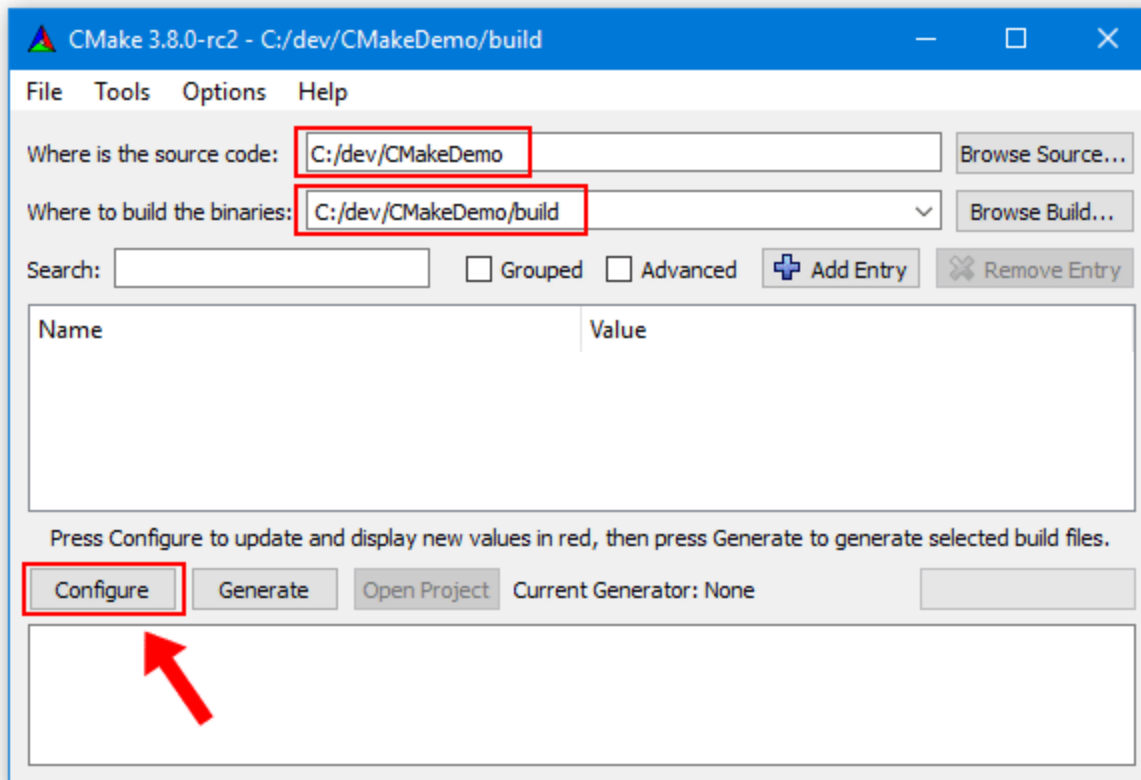 CMake 3.8.0-rc2 - C:/dev/CMakeDemo/build
File Tools Options Help
Where is the source code: C:/dev/CMakeDemo Browse Source...
Where to build the binaries: C:/dev/CMakeDemo/build Browse Build...
Search: Grouped Advanced Add Entry Remove Entry
Name Value
Press Configure to update and display new values in red, then press Generate to generate selected build files.
Configure Generate Open Project Current Generator: None